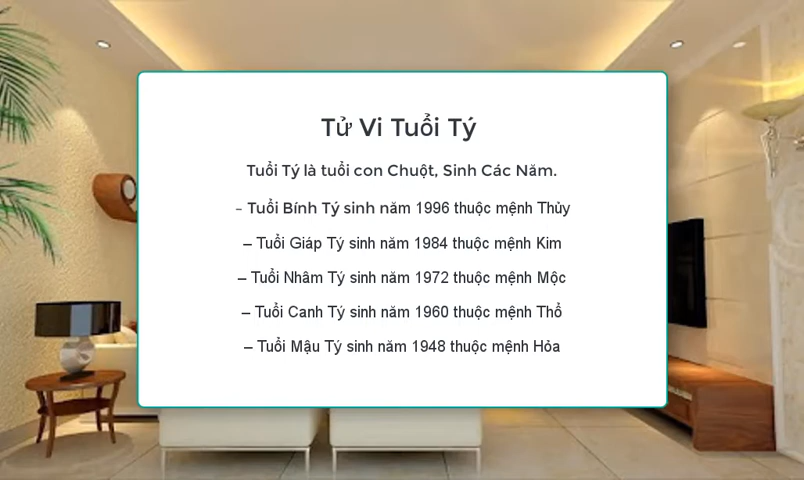 Tử Vi Tuổi Tý
Tuổi Tý là tuổi con Chuột, Sinh Các Năm.
– Tuổi Bính Tý sinh năm 1996 thuộc mệnh Thủy
– Tuổi Giáp Tý sinh năm 1984 thuộc mệnh Kim
– Tuổi Nhâm Tý sinh năm 1972 thuộc mệnh Mộc
– Tuổi Canh Tý sinh năm 1960 thuộc mệnh Thổ
– Tuổi Mậu Tý sinh năm 1948 thuộc mệnh Hỏa